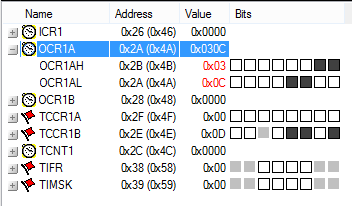 Name Address Value Bits
ICR1 0x26 (0x46) 0x0000
OCR1A 0x2A (0x4A) 0x030C
OCR1AH 0x2B (0x4B) 0x03
OCR1AL 0x2A (0x4A) 0x0C
OCR1B 0x28 (0x48) 0x0000
TCCR1A 0x2F (0x4F) 0x00
TCCR1B 0x2E (0x4E) 0x0D
TCNT1 0x2C (0x4C) 0x0000
TIFR 0x38 (0x58) 0x00
TIMSK 0x39 (0x59) 0x00